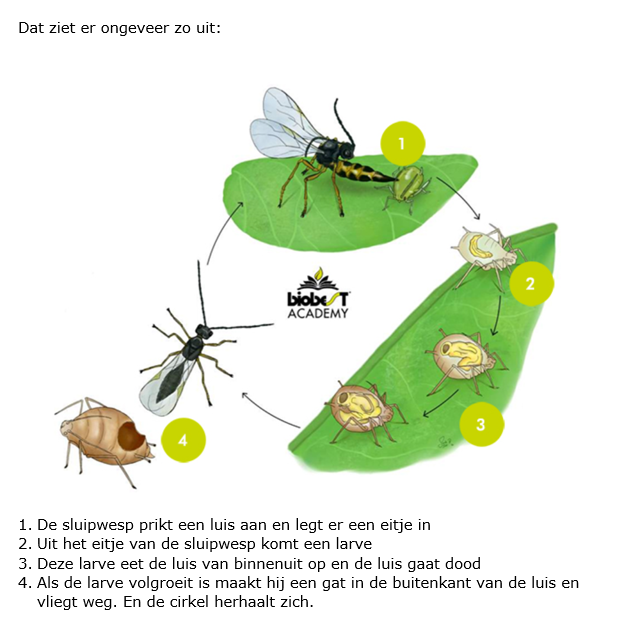 Dat ziet er ongeveer zo uit:
1
2
biobest
ACADEMY
3
4
1. De sluipwesp prikt een luis aan en legt er een eitje in
2. Uit het eitje van de sluipwesp komt een larve
3. Deze larve eet de luis van binnenuit op en de luis gaat dood
4. Als de larve volgroeit is maakt hij een gat in de buitenkant van de luis en
vliegt weg. En de cirkel herhaalt zich.